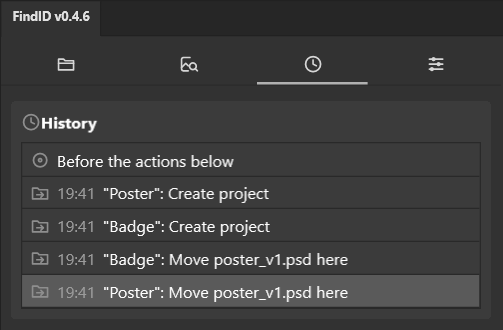 FindID v0.4.6
History
Before the actions below
19:41 "Poster": Create project
19:41 "Badge": Create project
19:41 "Badge": Move poster_v1.psd here
19:41 "Poster": Move poster_v1.psd here